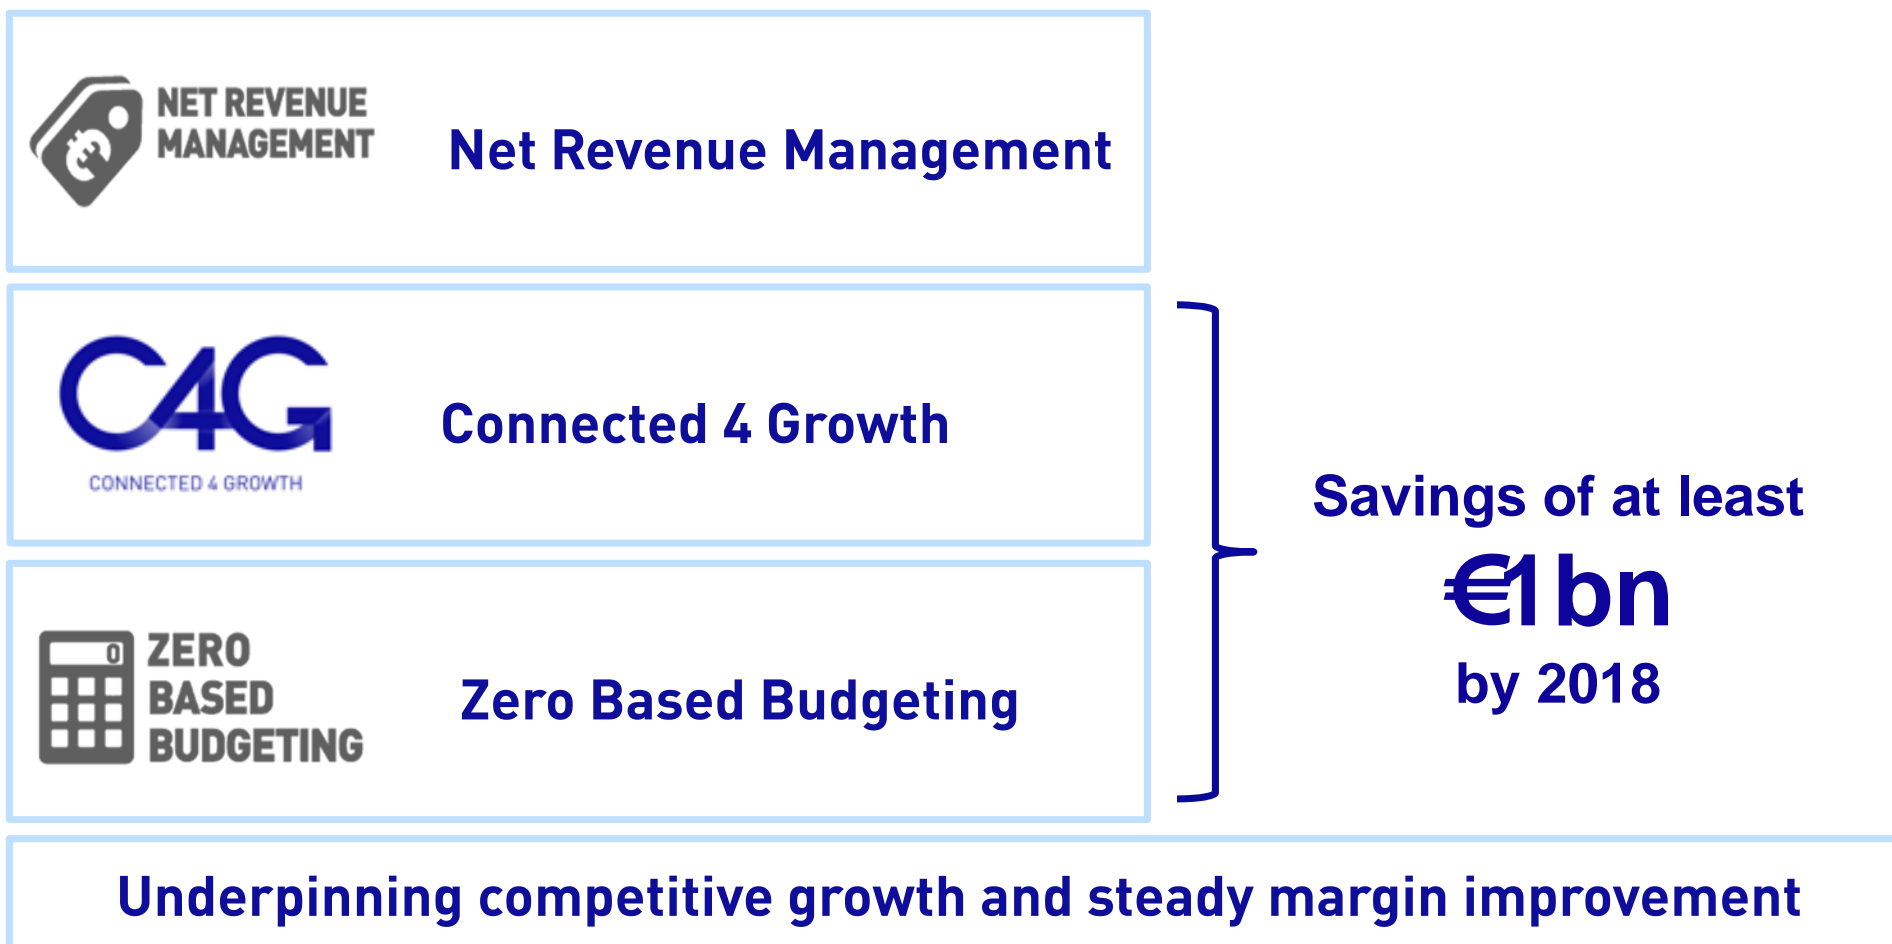 NET REVENUE
MANAGEMENT
Net Revenue Management
C4G
CONNECTED 4 GROWTH
Connected 4 Growth
0
ZERO
BASED
BUDGETING
Zero Based Budgeting
Savings of at least
€1bn
by 2018
Underpinning competitive growth and steady margin improvement